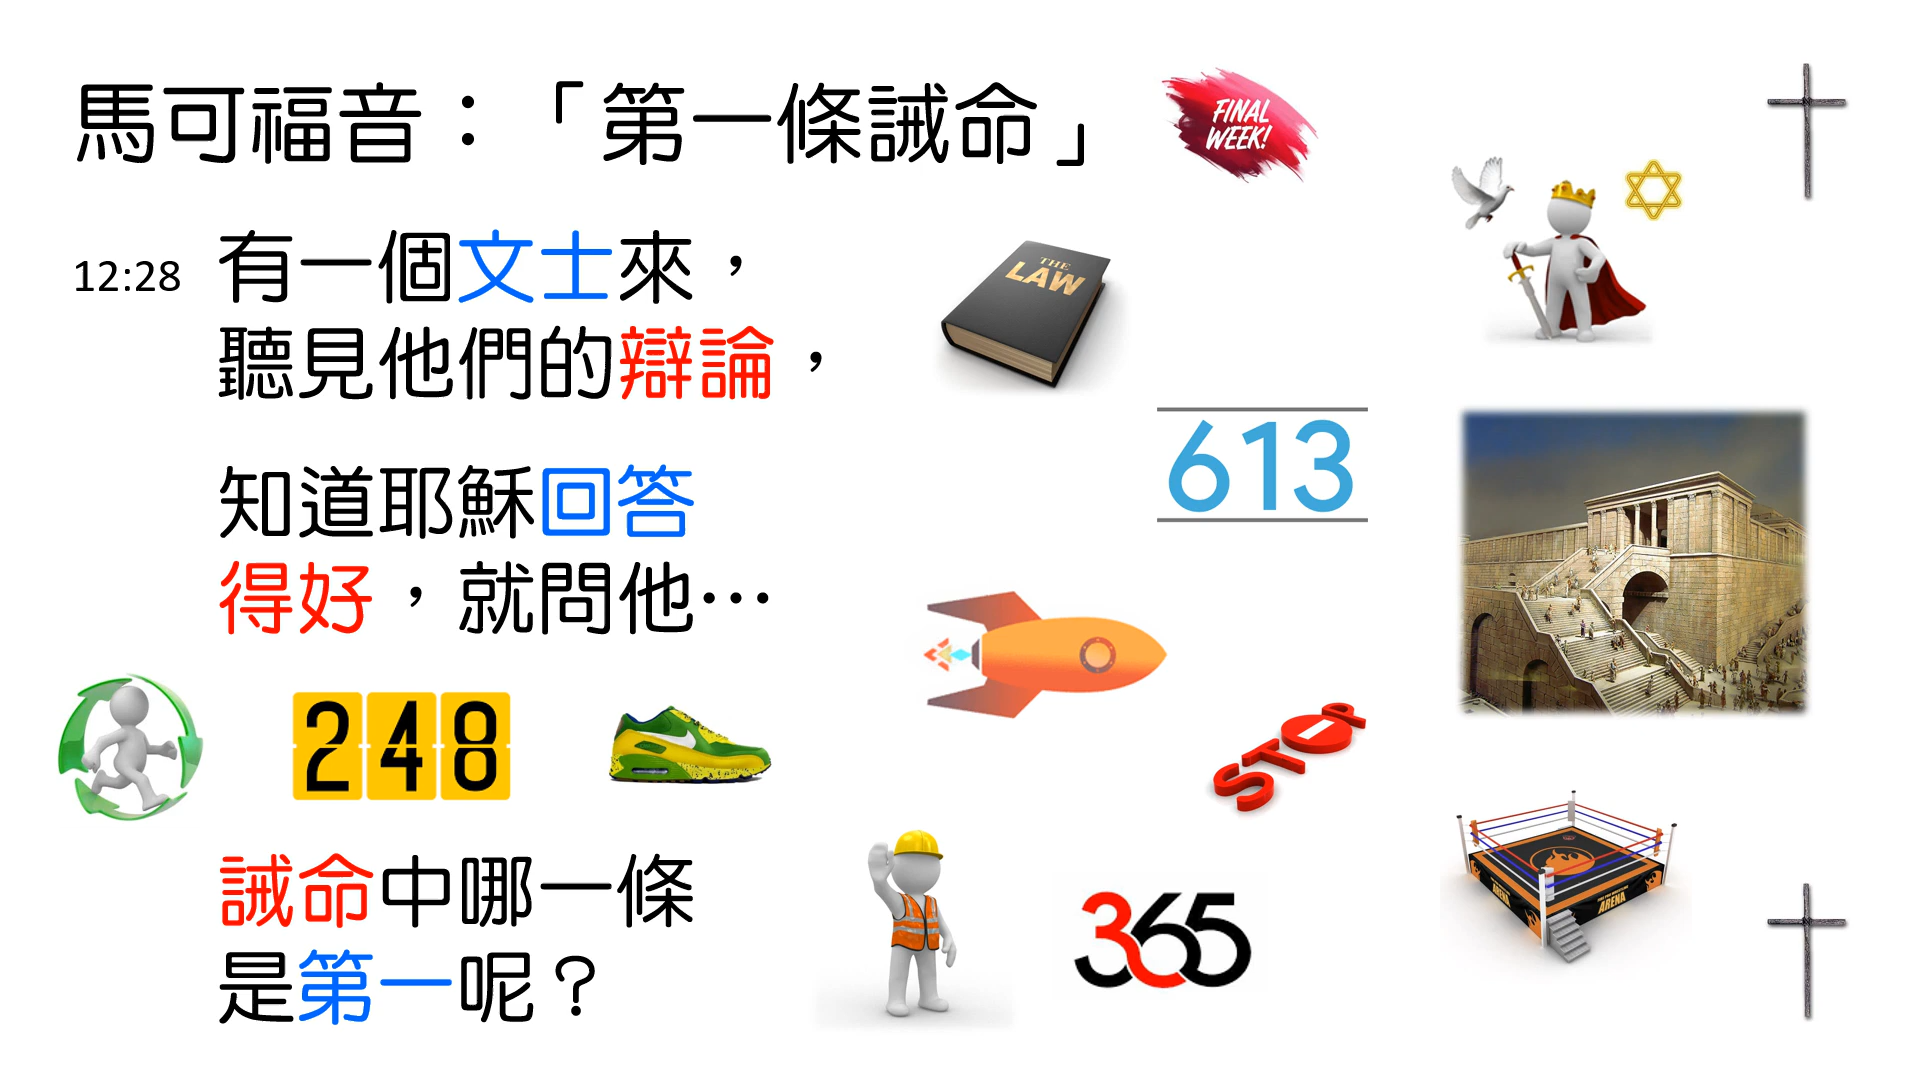 馬可福音：「第一條誡命」
FINAL
WEEK!
12:28 有一個文士來，
聽見他們的辯論，
THE
LAW
613
知道耶穌回答
得好，就問他…
248
STOP
誡命中哪一條
是第一呢？
365
ARENA
ARENA